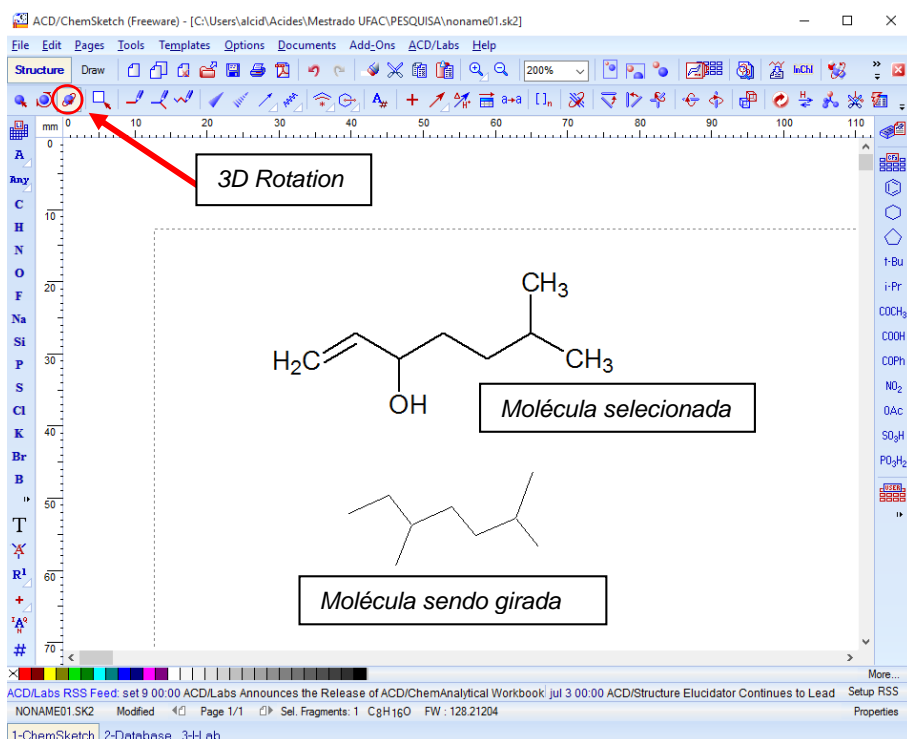 ACD/ChemSketch (Freeware) - [C:\Users\alcid\Acides\Mestrado UFAC\PESQUISA\noname01.sk2]
File Edit Pages Tools Templates Options Documents Add-Ons ACD/Labs Help
Structure Draw 200% InChI
mm 0 10 20 30 40 50 60 70 80 90 100 110
0
10
20
30
40
50
60
70
A
Any
C
H
N
O
F
Na
Si
P
S
Cl
K
Br
B
T
R1
#
3D Rotation
CH3
H2C
CH3
OH
Molécula selecionada
Molécula sendo girada
t-Bu
i-Pr
COCH3
COOH
COPh
NO2
OAc
SO3H
PO3H2
More...
ACD/Labs RSS Feed: set 9 00:00 ACD/Labs Announces the Release of ACD/ChemAnalytical Workbook jul 3 00:00 ACD/Structure Elucidator Continues to Lead Setup RSS
NONAME01.SK2 Modified Page 1/1 Sel. Fragments: 1 C8H16O FW : 128.21204 Properties
1-ChemSketch 2-Database 3-I-Lab